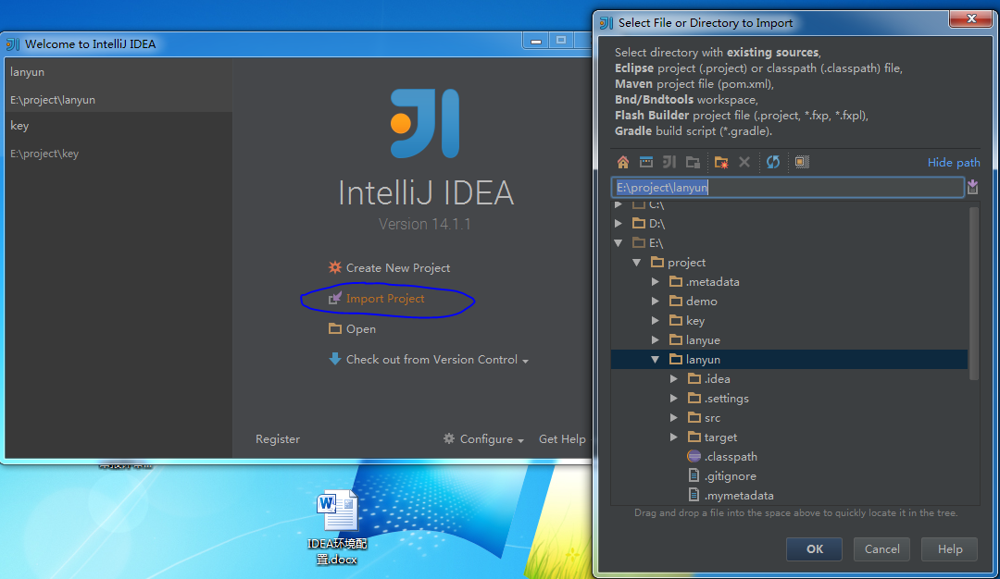 Welcome to IntelliJ IDEA
lanyun
E:\project\lanyun
key
E:\project\key
IntelliJ IDEA
Version 14.1.1
Create New Project
Import Project
Open
Check out from Version Control
Register
Configure
Get Help
IDEA环境配
置.docx
Select File or Directory to Import
Select directory with existing sources,
Eclipse project (.project) or classpath (.classpath) file,
Maven project file (pom.xml),
Bnd/Bndtools workspace,
Flash Builder project file (.project, *.fxp, *.fxpl),
Gradle build script (*.gradle).
Hide path
E:\project\lanyun
C:\
D:\
E:\
project
.metadata
demo
key
lanyue
lanyun
.idea
.settings
src
target
.classpath
.gitignore
.mymetadata
Drag and drop a file into the space above to quickly locate it in the tree.
OK
Cancel
Help